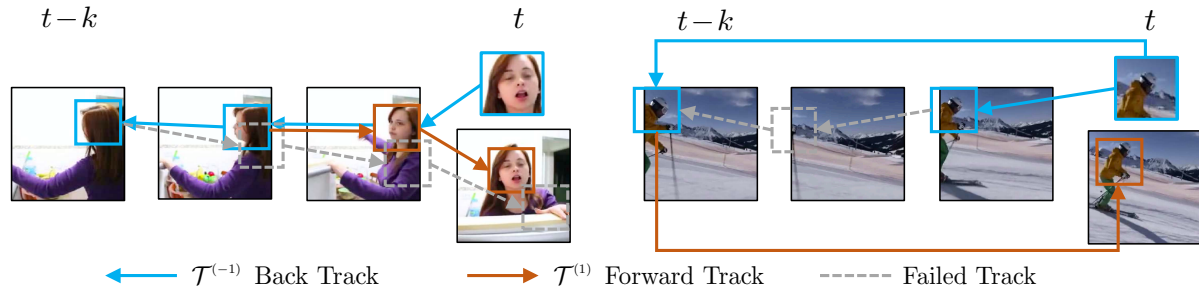 t − k t t − k t
𝒯⁽⁻¹⁾ Back Track 𝒯⁽¹⁾ Forward Track Failed Track